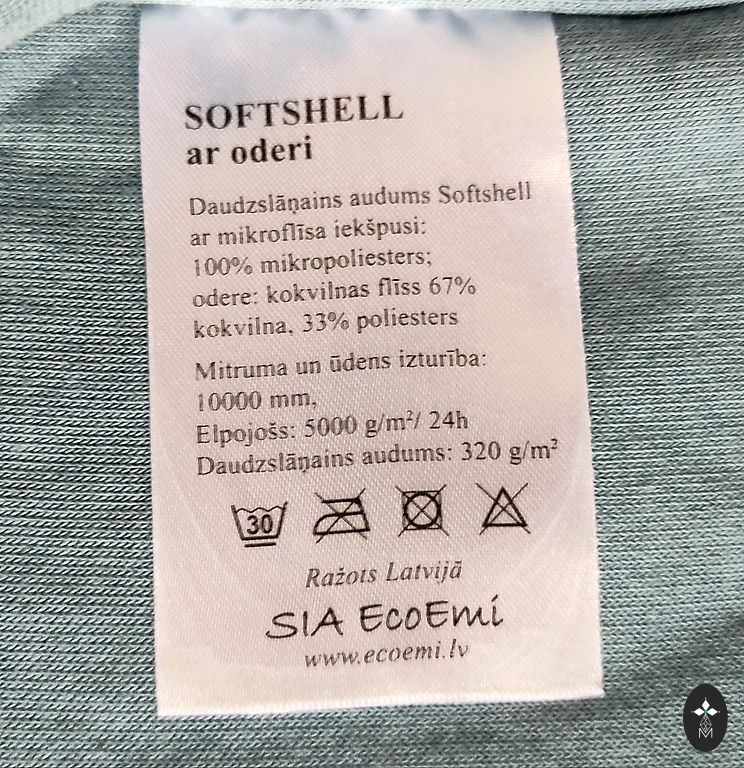 SOFTSHELL
ar oderi
Daudzslāņains audums Softshell
ar mikroflīsa iekšpusi:
100% mikropoliesters;
odere: kokvilnas flīss 67%
kokvilna, 33% poliesters
Mitruma un ūdens izturība:
10000 mm,
Elpojošs: 5000 g/m²/ 24h
Daudzslāņains audums: 320 g/m²
30
Ražots Latvijā
SIA EcoEmi
www.ecoemi.lv
M